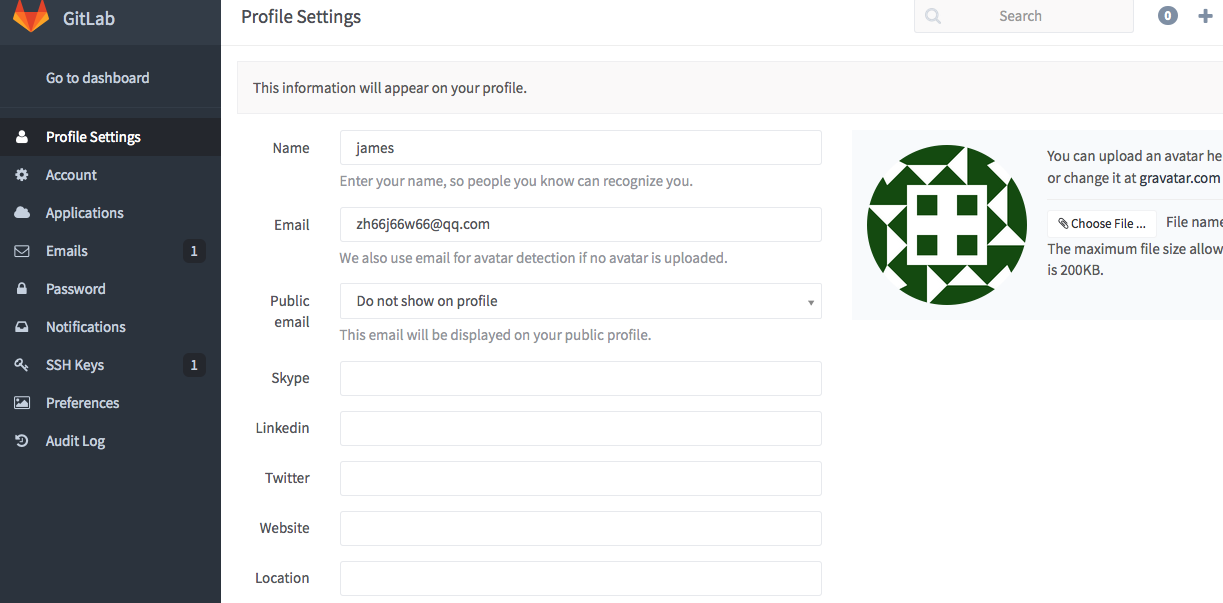 GitLab
Profile Settings
Search
0
Go to dashboard
Profile Settings
Account
Applications
Emails 1
Password
Notifications
SSH Keys 1
Preferences
Audit Log
This information will appear on your profile.
Name james
Enter your name, so people you know can recognize you.
Email zh66j66w66@qq.com
We also use email for avatar detection if no avatar is uploaded.
Public email Do not show on profile
This email will be displayed on your public profile.
Skype
Linkedin
Twitter
Website
Location
You can upload an avatar he
or change it at gravatar.com
Choose File ... File name
The maximum file size allow
is 200KB.